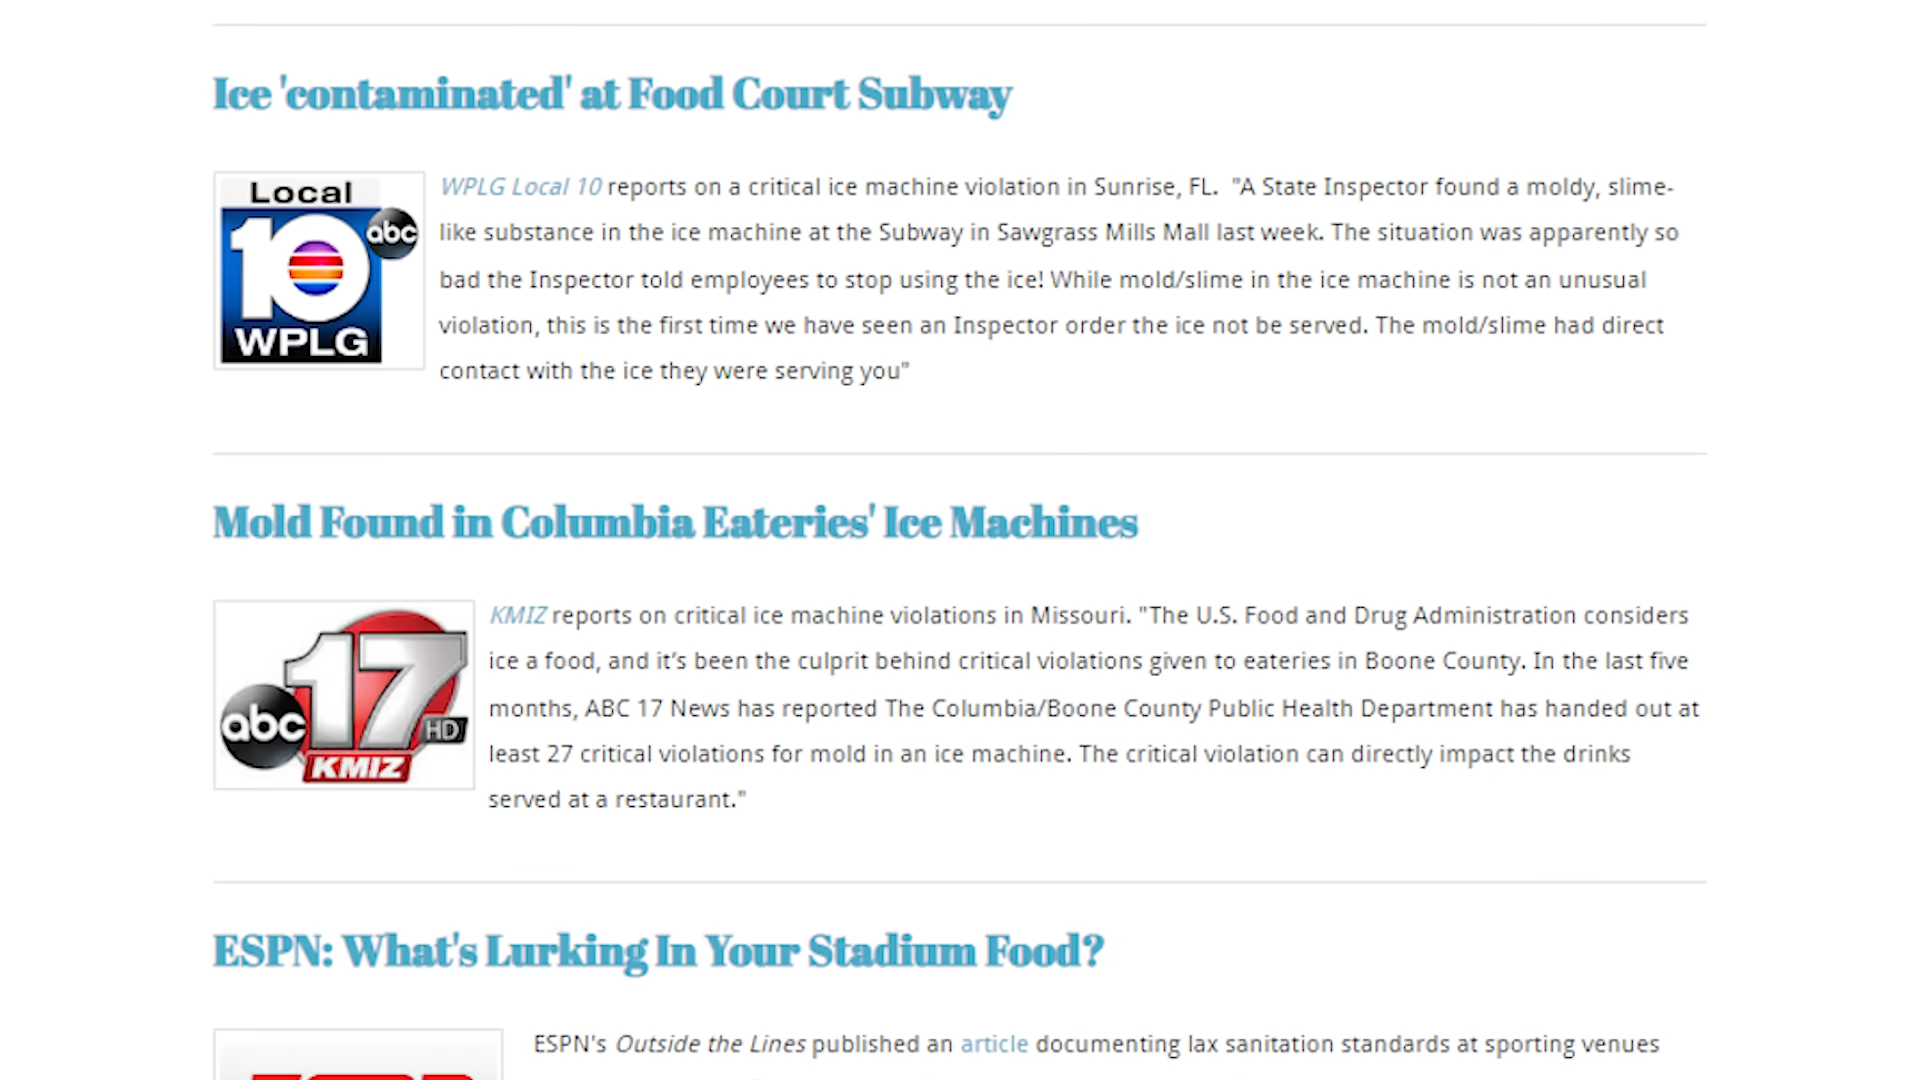 Ice 'contaminated' at Food Court Subway
Local
10
abc
WPLG
WPLG Local 10 reports on a critical ice machine violation in Sunrise, FL.  "A State Inspector found a moldy, slime-
like substance in the ice machine at the Subway in Sawgrass Mills Mall last week. The situation was apparently so
bad the Inspector told employees to stop using the ice! While mold/slime in the ice machine is not an unusual
violation, this is the first time we have seen an Inspector order the ice not be served. The mold/slime had direct
contact with the ice they were serving you"
Mold Found in Columbia Eateries' Ice Machines
abc
17
HD
KMIZ
KMIZ reports on critical ice machine violations in Missouri. "The U.S. Food and Drug Administration considers
ice a food, and it’s been the culprit behind critical violations given to eateries in Boone County. In the last five
months, ABC 17 News has reported The Columbia/Boone County Public Health Department has handed out at
least 27 critical violations for mold in an ice machine. The critical violation can directly impact the drinks
served at a restaurant."
ESPN: What's Lurking In Your Stadium Food?
ESPN's Outside the Lines published an article documenting lax sanitation standards at sporting venues